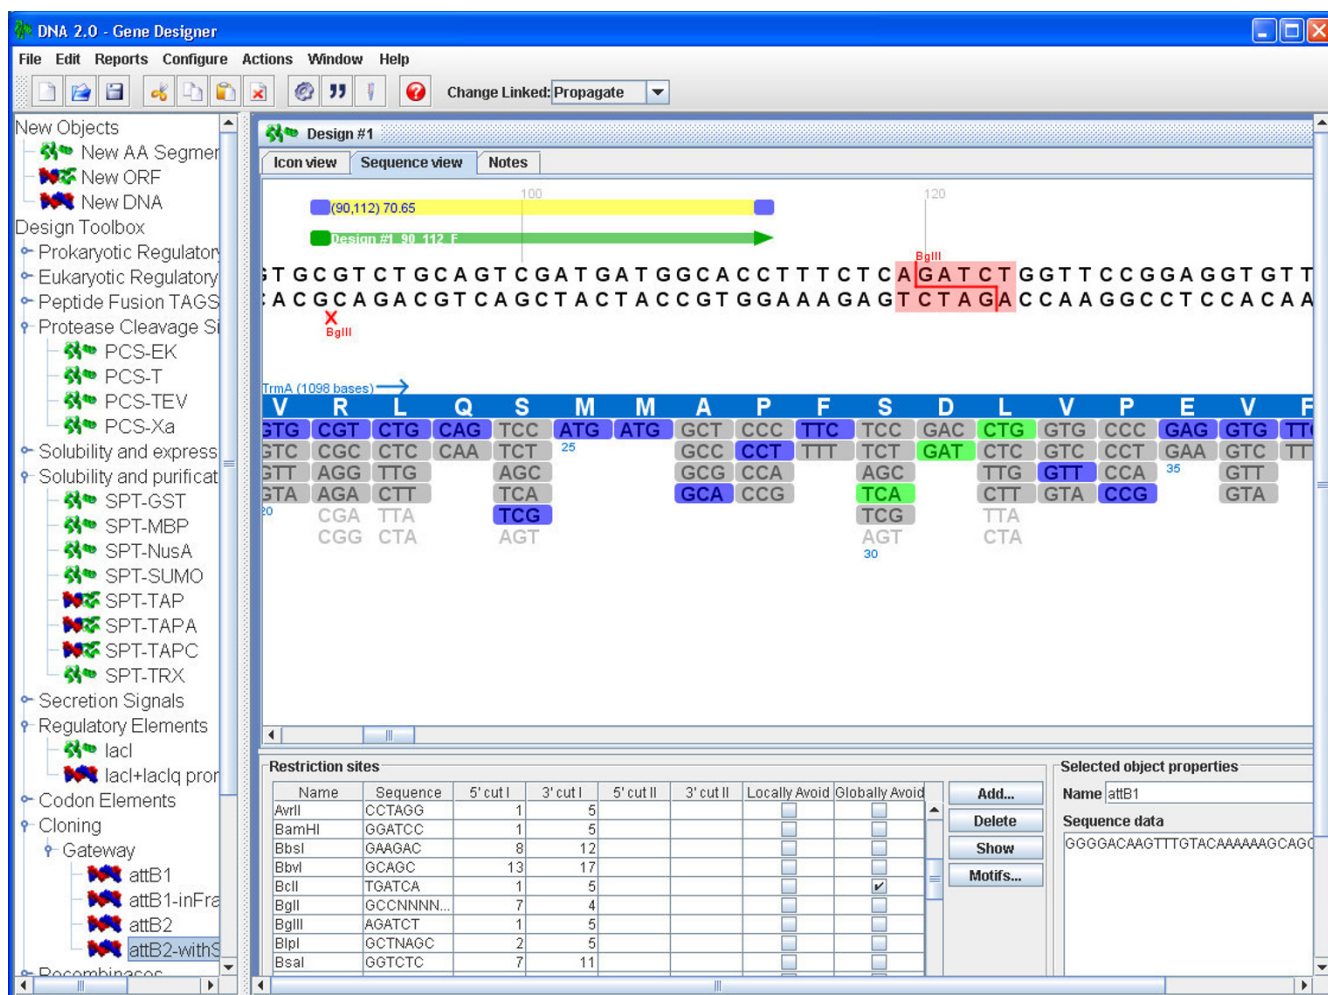 DNA 2.0 - Gene Designer
File Edit Reports Configure Actions Window Help
Change Linked: Propagate
New Objects
New AA Segmer
New ORF
New DNA
Design Toolbox
Prokaryotic Regulator
Eukaryotic Regulatory
Peptide Fusion TAGS
Protease Cleavage Si
PCS-EK
PCS-T
PCS-TEV
PCS-Xa
Solubility and express
Solubility and purificat
SPT-GST
SPT-MBP
SPT-NusA
SPT-SUMO
SPT-TAP
SPT-TAPA
SPT-TAPC
SPT-TRX
Secretion Signals
Regulatory Elements
lacI
lacI+lacIq pror
Codon Elements
Cloning
Gateway
attB1
attB1-inFra
attB2
attB2-withS
Recombinases
Design #1
Icon view Sequence view Notes
100 120
(90,112) 70.65
Design #1_90_112_F
BglII
G T G C G T C T G C A G T C G A T G A T G G C A C C T T T C T C A G A T C T G G T T C C G G A G G T G T T
C A C G C A G A C G T C A G C T A C T A C C G T G G A A A G A G T C T A G A C C A A G G C C T C C A C A A
BglII
TrmA (1098 bases)
V R L Q S M M A P F S D L V P E V F
GTG CGT CTG CAG TCC ATG ATG GCT CCC TTC TCC GAC CTG GTG CCC GAG GTG TTC
GTC CGC CTC CAA TCT 25 GCC CCT TTT TCT GAT CTC GTC CCT GAA GTC TTT
GTT AGG TTG AGC GCG CCA AGC TTG GTT CCA 35 GTT
GTA AGA CTT TCA GCA CCG TCA CTT GTA CCG GTA
20 CGA TTA TCG TCG TTA
CGG CTA AGT AGT CTA
30
Restriction sites
Name Sequence 5' cut I 3' cut I 5' cut II 3' cut II Locally Avoid Globally Avoid
AvrII CCTAGG 1 5
BamHI GGATCC 1 5
BbsI GAAGAC 8 12
BbvI GCAGC 13 17
BclI TGATCA 1 5
BglI GCCNNNN... 7 4
BglII AGATCT 1 5
BlpI GCTNAGC 2 5
BsaI GGTCTC 7 11
Add...
Delete
Show
Motifs...
Selected object properties
Name attB1
Sequence data
GGGGACAAGTTTGTACAAAAAAGCAGC